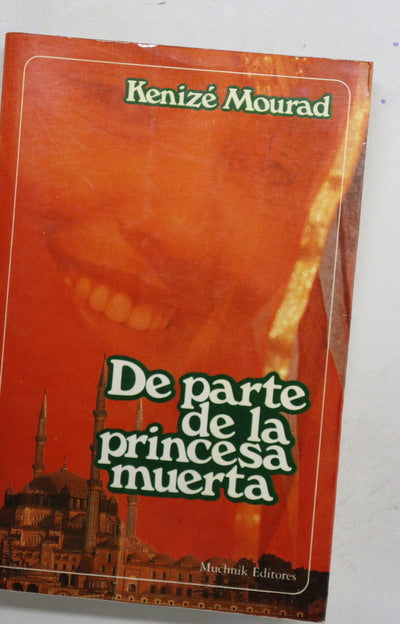 Kenizé Mourad
De parte
de la
princesa
muerta
Muchnik Editores